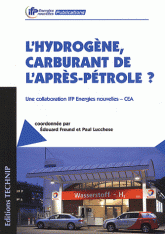 IFP Energies nouvelles Publications
L'HYDROGÈNE,
CARBURANT DE
L'APRÈS-PÉTROLE ?
Une collaboration IFP Energies nouvelles – CEA
coordonnée par
Édouard Freund et Paul Lucchese
Wasserstoff - H₂
Editions TECHNIP